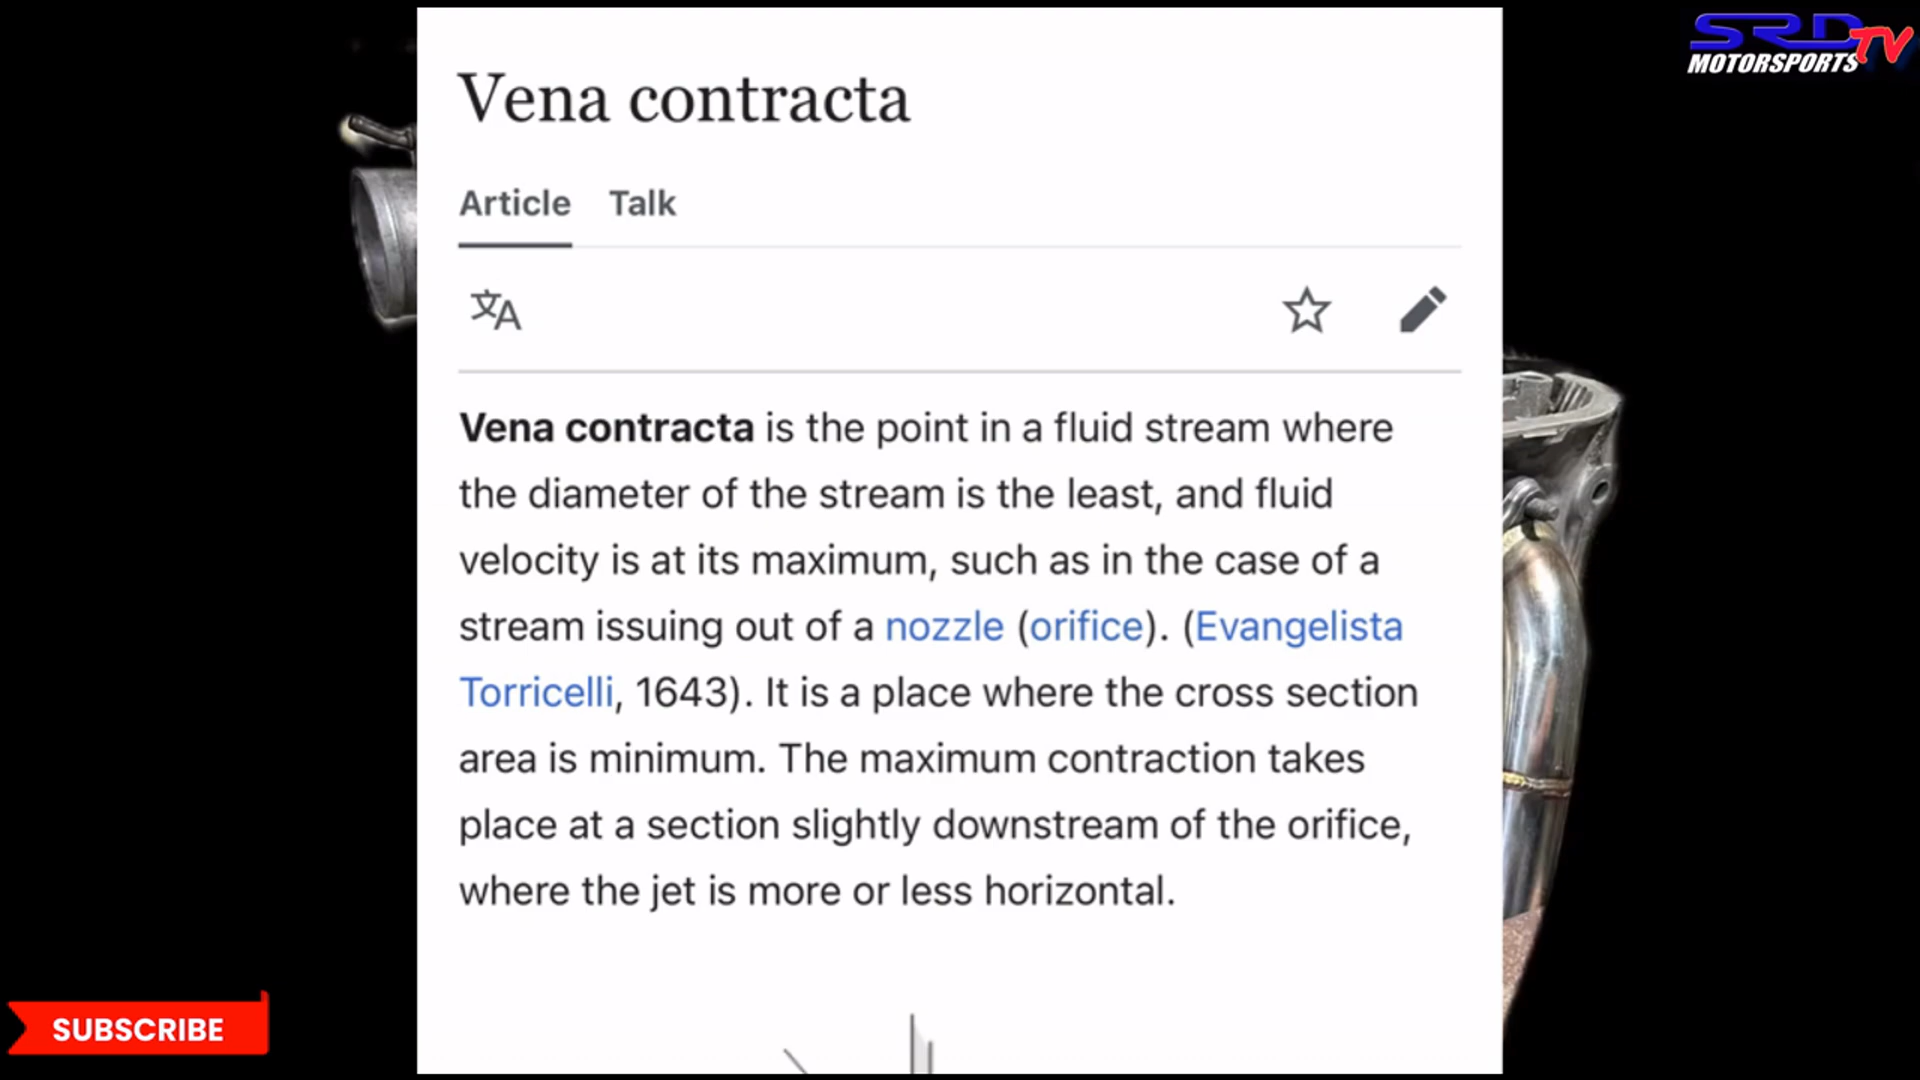 SRD TV
MOTORSPORTS
Vena contracta
Article Talk
文A
Vena contracta is the point in a fluid stream where
the diameter of the stream is the least, and fluid
velocity is at its maximum, such as in the case of a
stream issuing out of a nozzle (orifice). (Evangelista
Torricelli, 1643). It is a place where the cross section
area is minimum. The maximum contraction takes
place at a section slightly downstream of the orifice,
where the jet is more or less horizontal.
SUBSCRIBE